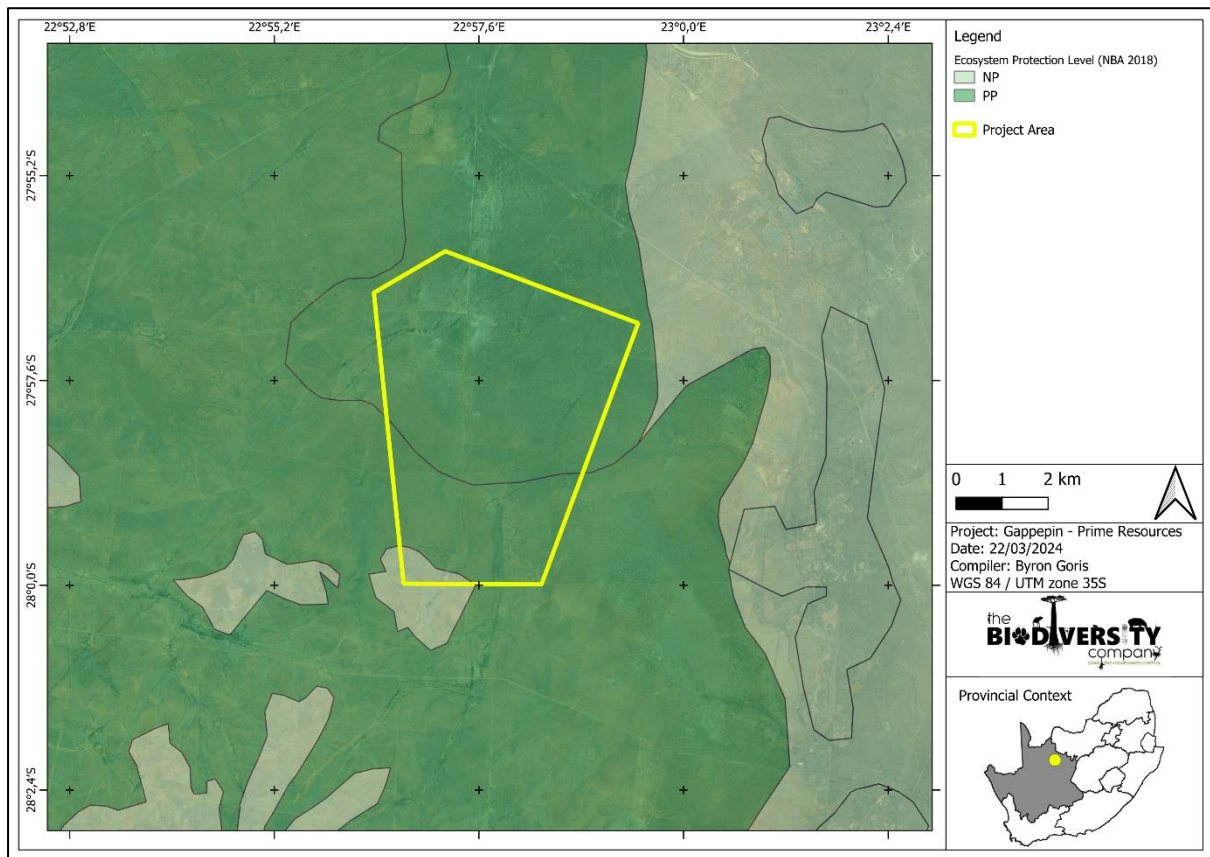 22°52,8′E
22°55,2′E
22°57,6′E
23°0,0′E
23°2,4′E
27°55,2′S
27°57,6′S
28°0,0′S
28°2,4′S
Legend
Ecosystem Protection Level (NBA 2018)
NP
PP
Project Area
0 1 2 km
Project: Gappepin - Prime Resources
Date: 22/03/2024
Compiler: Byron Goris
WGS 84 / UTM zone 35S
the
BIODIVERSITY
company
Provincial Context